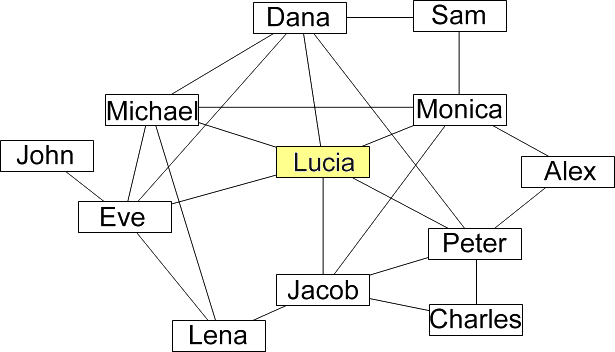 Dana
Sam
Michael
Monica
John
Lucia
Alex
Eve
Peter
Jacob
Charles
Lena